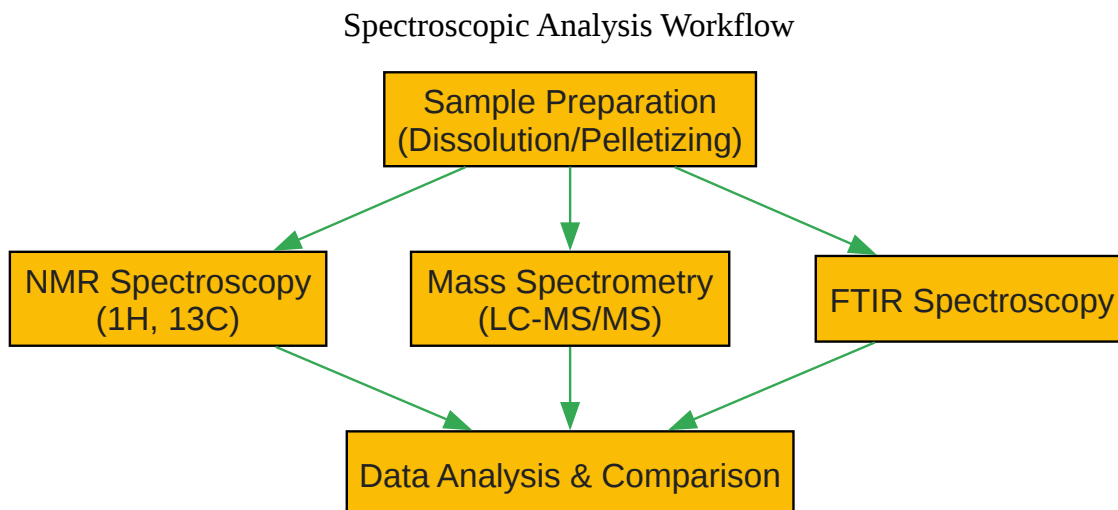 Spectroscopic Analysis Workflow
Sample Preparation
(Dissolution/Pelletizing)
NMR Spectroscopy
(1H, 13C)
Mass Spectrometry
(LC-MS/MS)
FTIR Spectroscopy
Data Analysis & Comparison